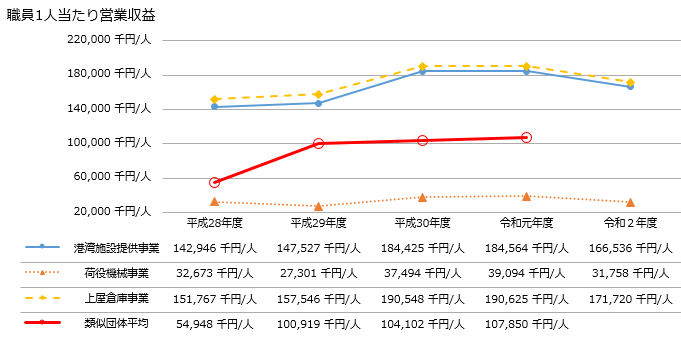 職員1人当たり営業収益
220,000 千円/人
180,000 千円/人
140,000 千円/人
100,000 千円/人
60,000 千円/人
20,000 千円/人
平成28年度 平成29年度 平成30年度 令和元年度 令和２年度
港湾施設提供事業 142,946 千円/人 147,527 千円/人 184,425 千円/人 184,564 千円/人 166,536 千円/人
荷役機械事業 32,673 千円/人 27,301 千円/人 37,494 千円/人 39,094 千円/人 31,758 千円/人
上屋倉庫事業 151,767 千円/人 157,546 千円/人 190,548 千円/人 190,625 千円/人 171,720 千円/人
類似団体平均 54,948 千円/人 100,919 千円/人 104,102 千円/人 107,850 千円/人